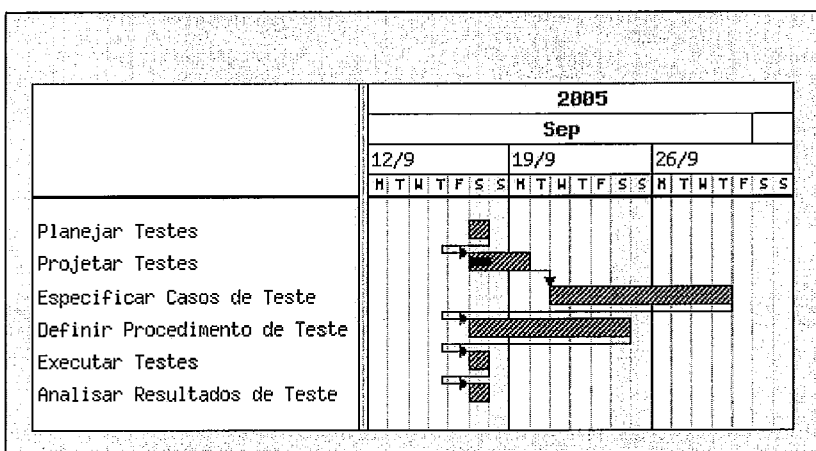 2005
Sep
12/9 19/9 26/9
M T W T F S S M T W T F S S M T W T F S S
Planejar Testes
Projetar Testes
Especificar Casos de Teste
Definir Procedimento de Teste
Executar Testes
Analisar Resultados de Teste